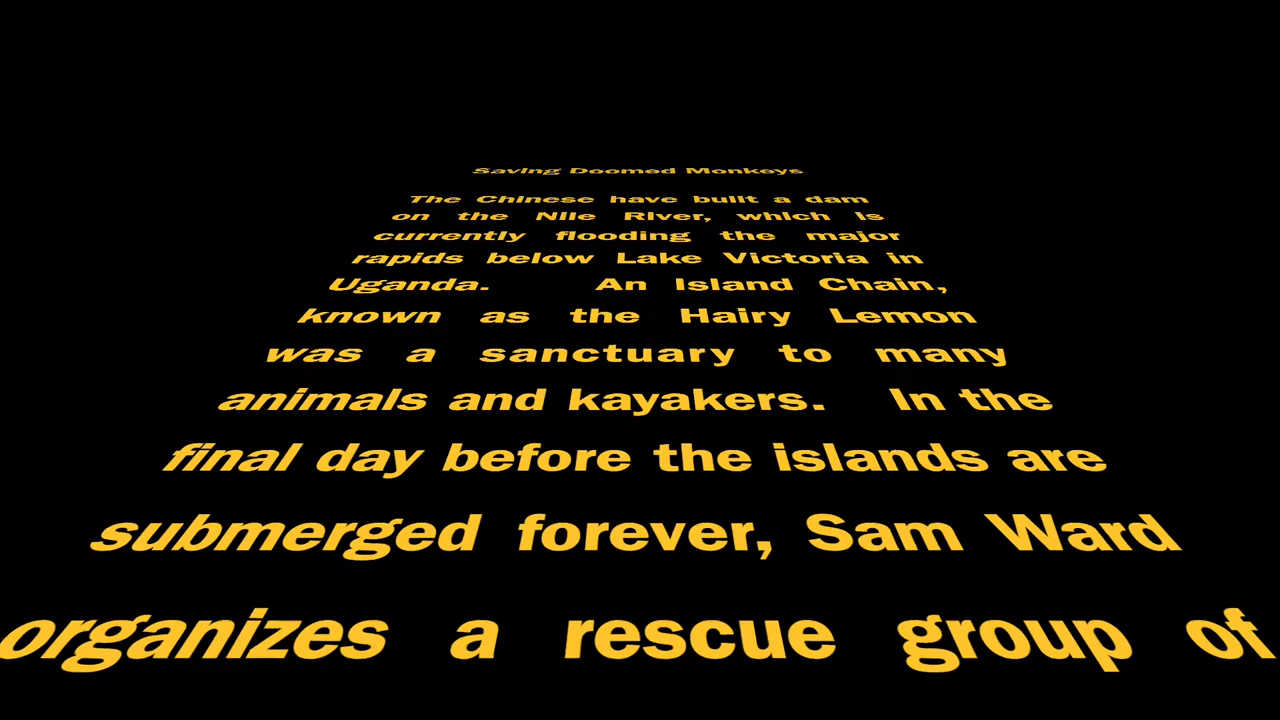 Saving Doomed Monkeys
The Chinese have built a dam
on the Nile River, which is
currently flooding the major
rapids below Lake Victoria in
Uganda. An Island Chain,
known as the Hairy Lemon
was a sanctuary to many
animals and kayakers. In the
final day before the islands are
submerged forever, Sam Ward
organizes a rescue group of